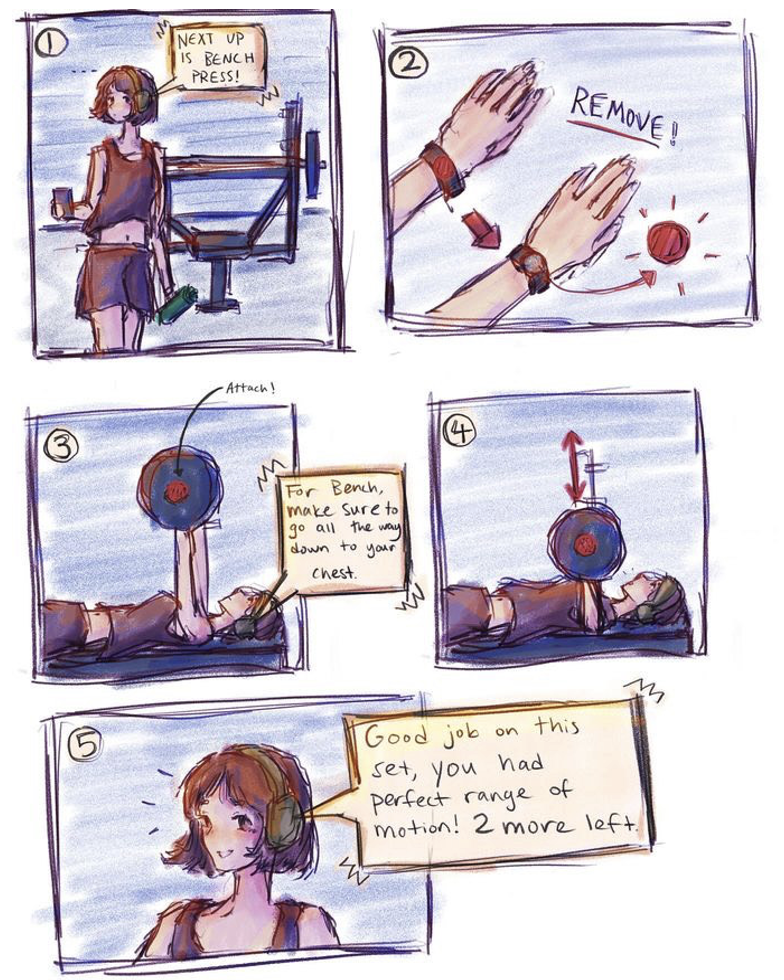 ①
NEXT UP
IS BENCH
PRESS!
②
REMOVE!!
③
Attach!
For Bench,
make sure to
go all the way
down to your
chest.
④
⑤
Good job on this
set, you had
perfect range of
motion! 2 more left.